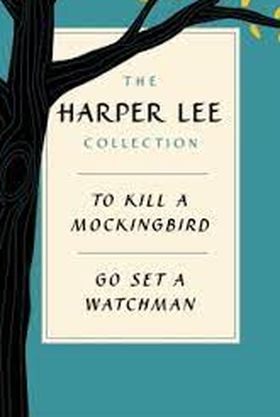 THE
HARPER LEE
COLLECTION
TO KILL A
MOCKINGBIRD
GO SET A
WATCHMAN